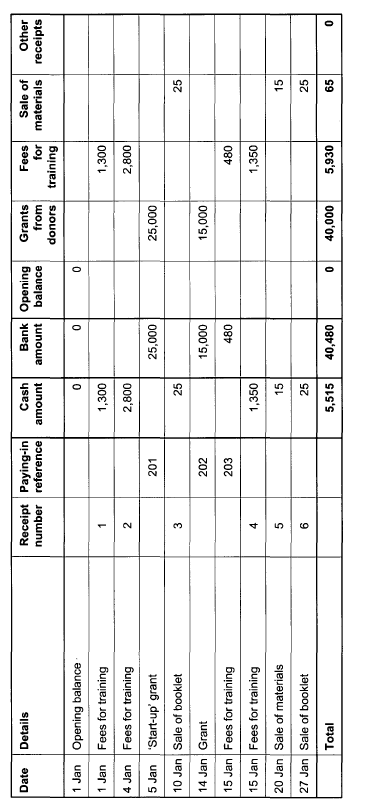 Date Details Receipt number Paying-in reference Cash amount Bank amount Opening balance Grants from donors Fees for training Sale of materials Other receipts
1 Jan Opening balance 0 0 0
1 Jan Fees for training 1 1,300 1,300
4 Jan Fees for training 2 2,800 2,800
5 Jan 'Start-up' grant 201 25,000 25,000
10 Jan Sale of booklet 3 25 25
14 Jan Grant 202 15,000 15,000
15 Jan Fees for training 203 480 480
15 Jan Fees for training 4 1,350 1,350
20 Jan Sale of materials 5 15 15
27 Jan Sale of booklet 6 25 25
Total 5,515 40,480 0 40,000 5,930 65 0